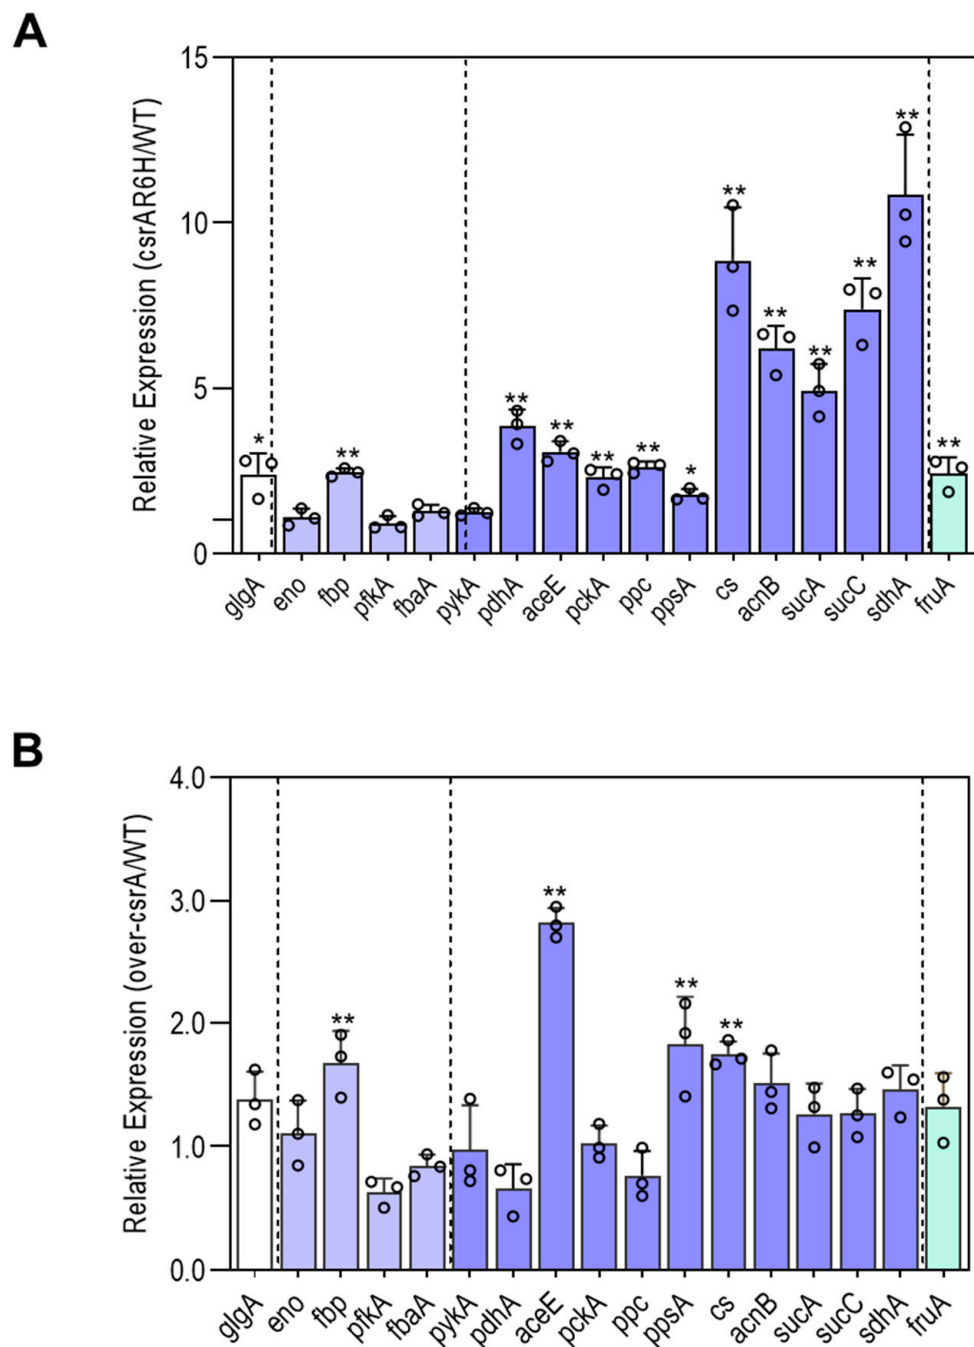 A
Relative Expression (csrAR6H/WT)
15
10
5
0
* ** ** ** ** ** * ** ** ** ** ** **
glgA eno fbp pfkA fbaA pykA pdhA aceE pckA ppc ppsA cs acnB sucA sucC sdhA fruA
B
Relative Expression (over-csrA/WT)
4.0
3.0
2.0
1.0
0.0
** ** ** **
glgA eno fbp pfkA fbaA pykA pdhA aceE pckA ppc ppsA cs acnB sucA sucC sdhA fruA